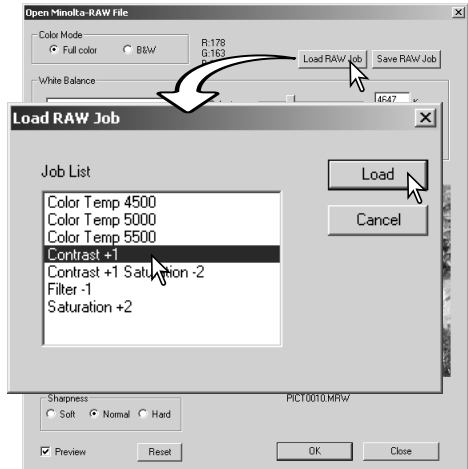 Open Minolta-RAW File
Color Mode
Full color B&W
R:178
G:163
Load RAW Job Save RAW Job
White Balance
4647 K
Load RAW Job
Job List
Color Temp 4500
Color Temp 5000
Color Temp 5500
Contrast +1
Contrast +1 Saturation -2
Filter -1
Saturation +2
Load
Cancel
Sharpness
Soft Normal Hard
PICT0010.MRW
Preview Reset OK Close